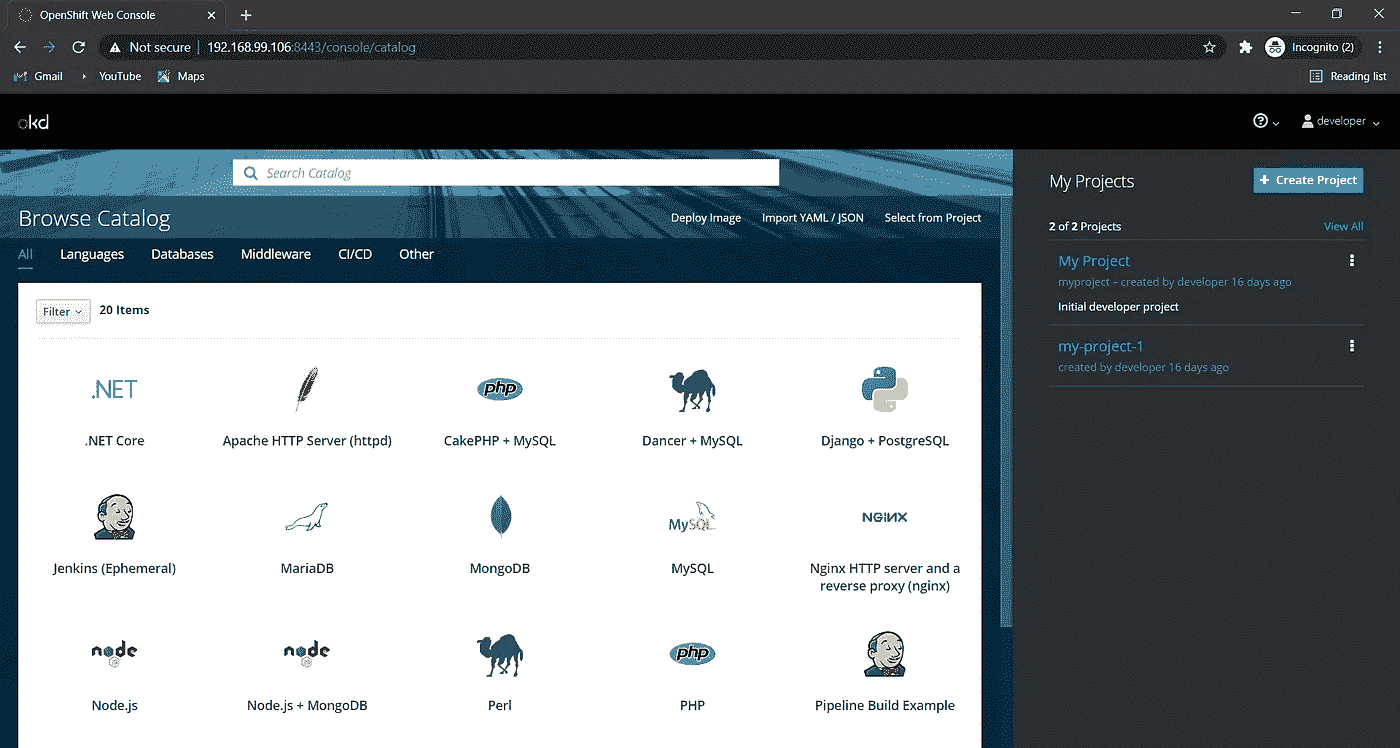 OpenShift Web Console
Not secure | 192.168.99.106:8443/console/catalog
Incognito (2)
Gmail
YouTube
Maps
Reading list
okd
developer
Search Catalog
Browse Catalog
Deploy Image
Import YAML / JSON
Select from Project
All
Languages
Databases
Middleware
CI/CD
Other
Filter
20 Items
.NET
php
.NET Core
Apache HTTP Server (httpd)
CakePHP + MySQL
Dancer + MySQL
Django + PostgreSQL
MySQL
NGINX
Jenkins (Ephemeral)
MariaDB
MongoDB
MySQL
Nginx HTTP server and a
reverse proxy (nginx)
node
node
php
Node.js
Node.js + MongoDB
Perl
PHP
Pipeline Build Example
My Projects
+ Create Project
2 of 2 Projects
View All
My Project
myproject – created by developer 16 days ago
Initial developer project
my-project-1
created by developer 16 days ago